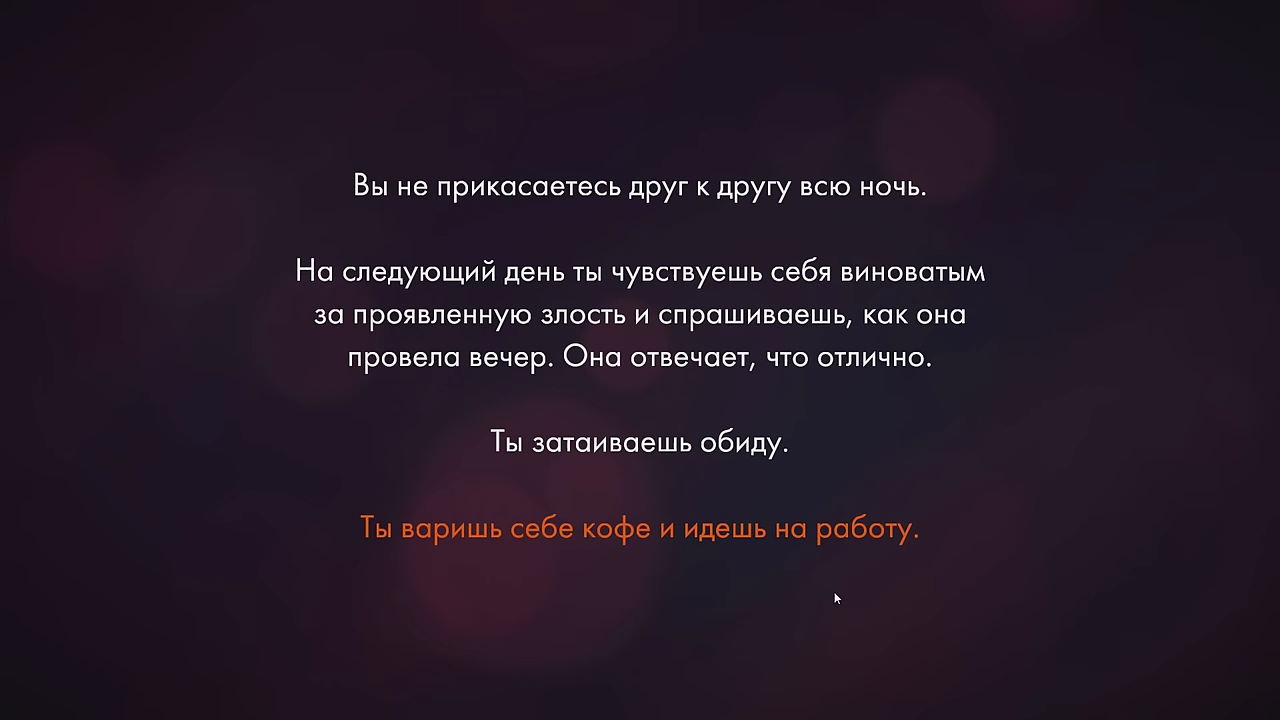 Вы не прикасаетесь друг к другу всю ночь.
На следующий день ты чувствуешь себя виноватым
за проявленную злость и спрашиваешь, как она
провела вечер. Она отвечает, что отлично.
Ты затаиваешь обиду.
Ты варишь себе кофе и идешь на работу.